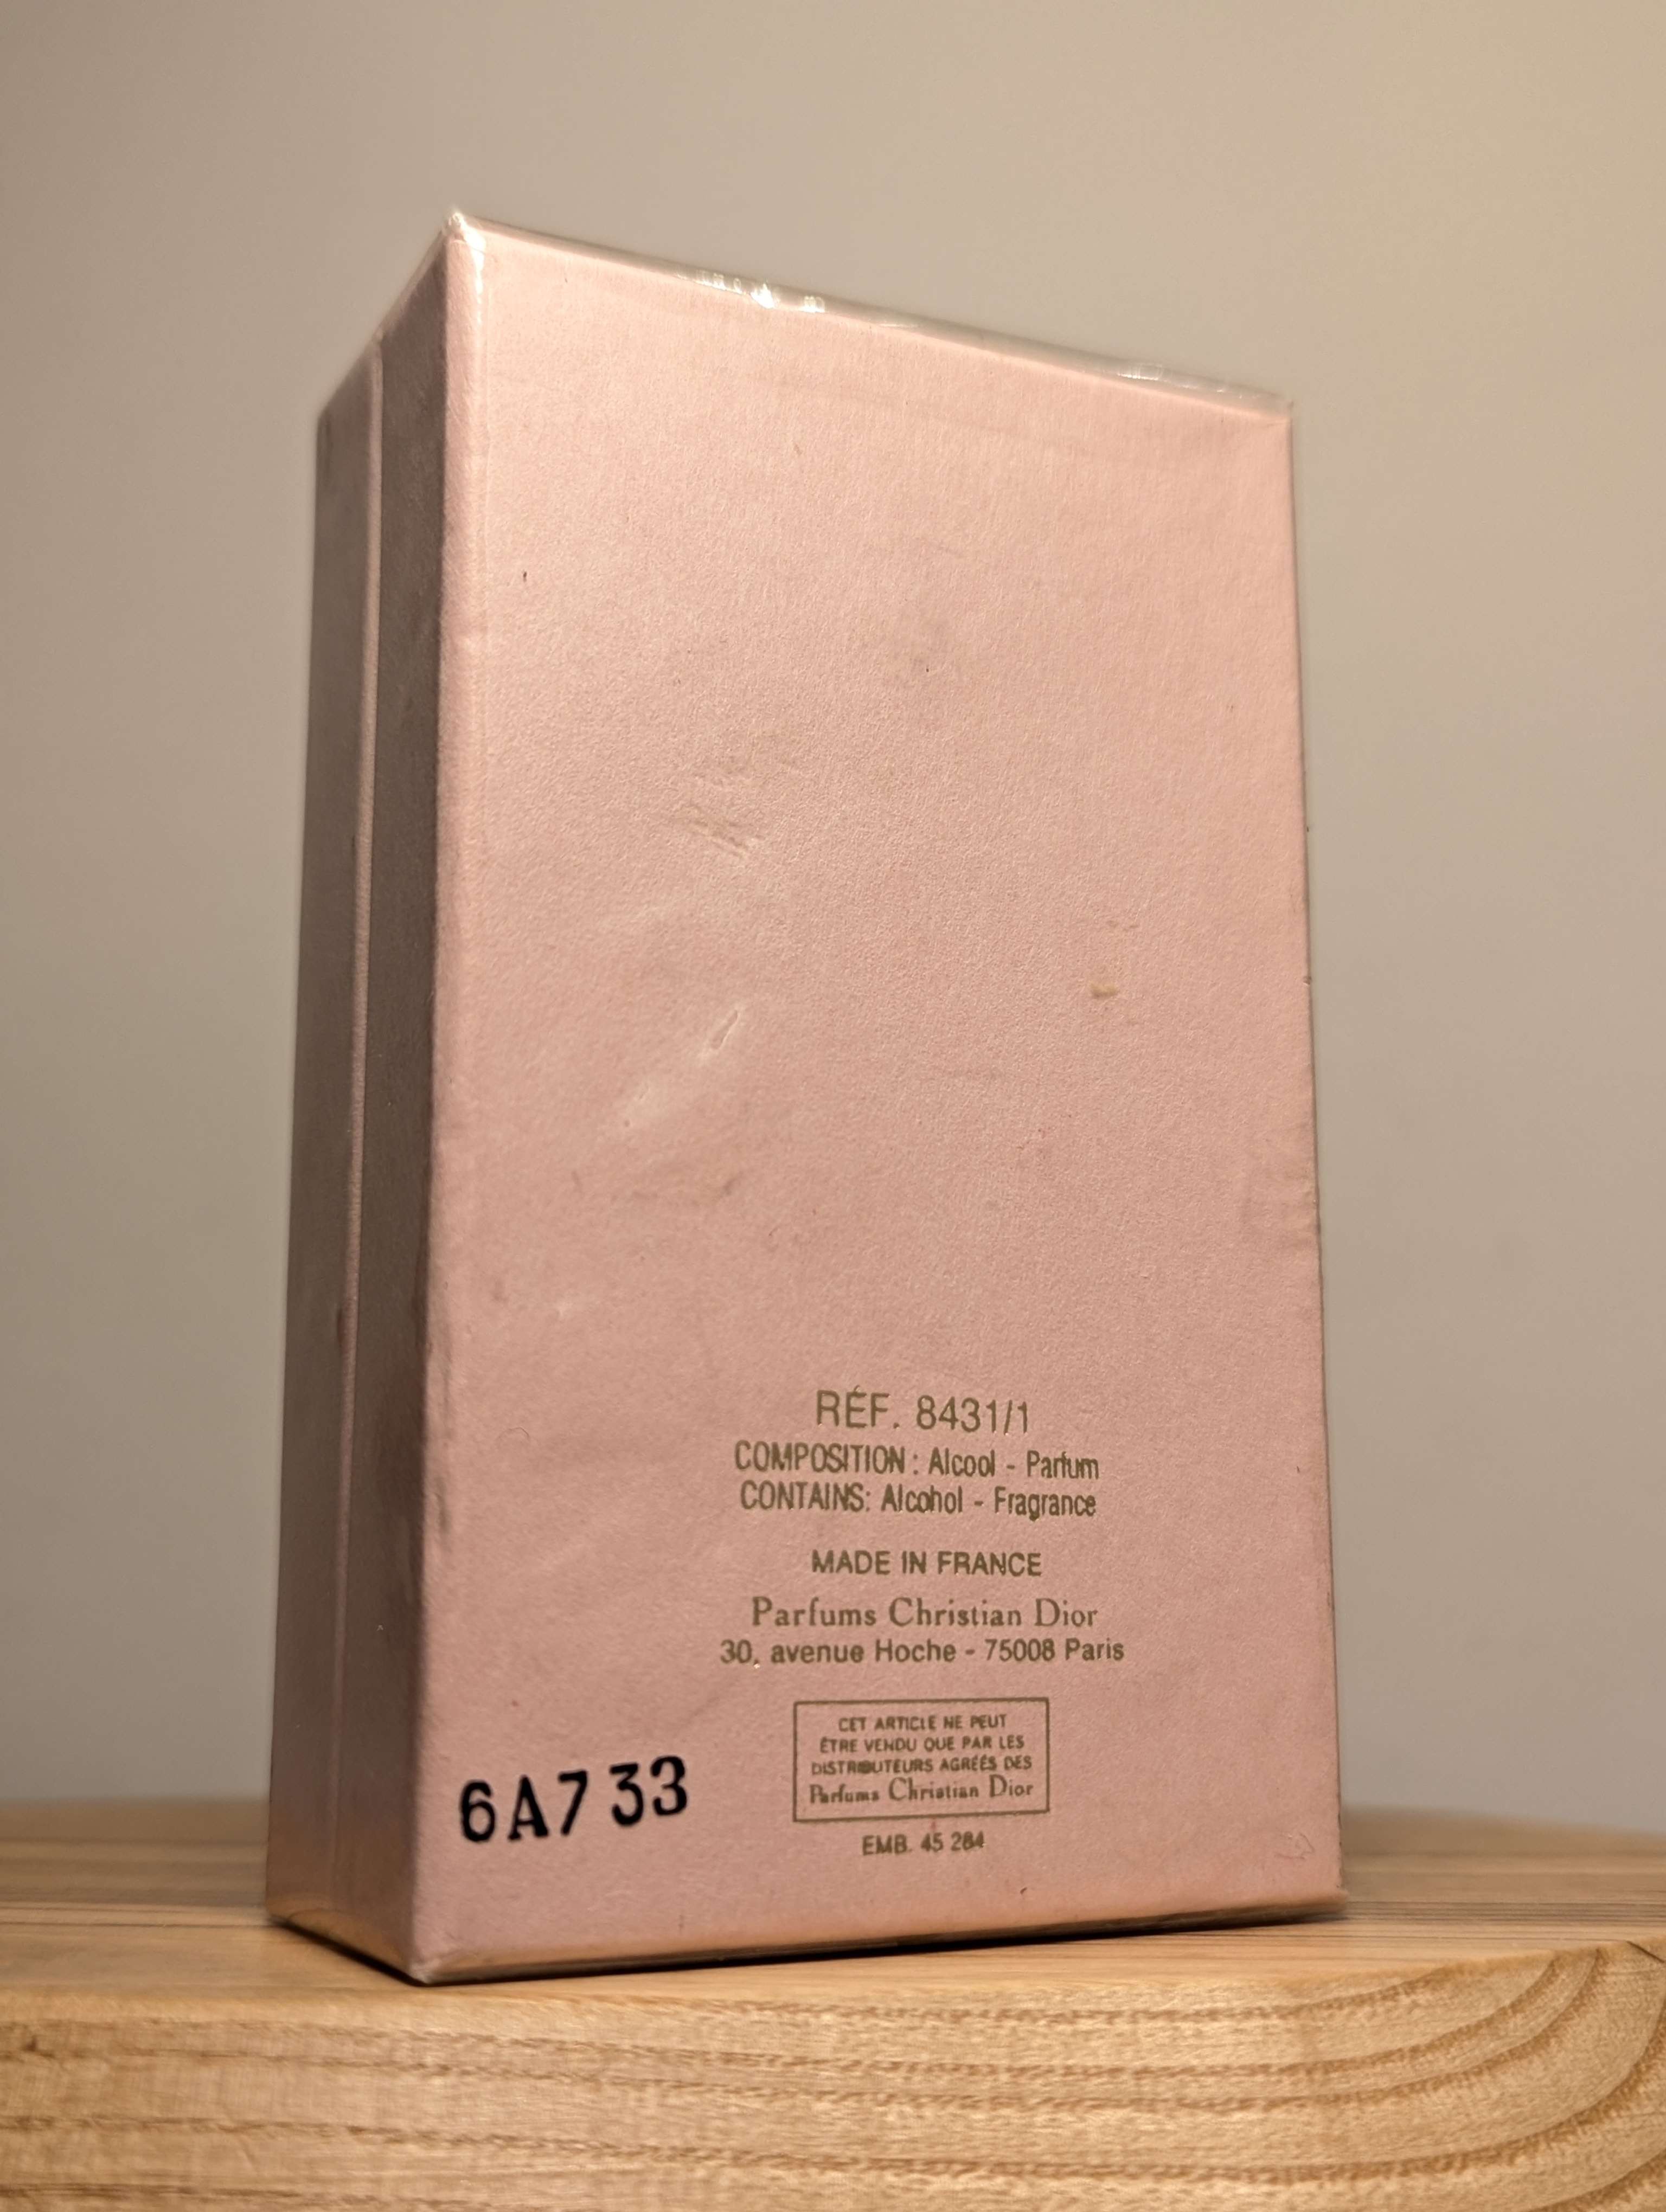 RÉF. 8431/1
COMPOSITION : Alcool - Parfum
CONTAINS: Alcohol - Fragrance
MADE IN FRANCE
Parfums Christian Dior
30, avenue Hoche - 75008 Paris
CET ARTICLE NE PEUT
ÊTRE VENDU QUE PAR LES
DISTRIBUTEURS AGRÉÉS DES
Parfums Christian Dior
EMB. 45 284
6A733